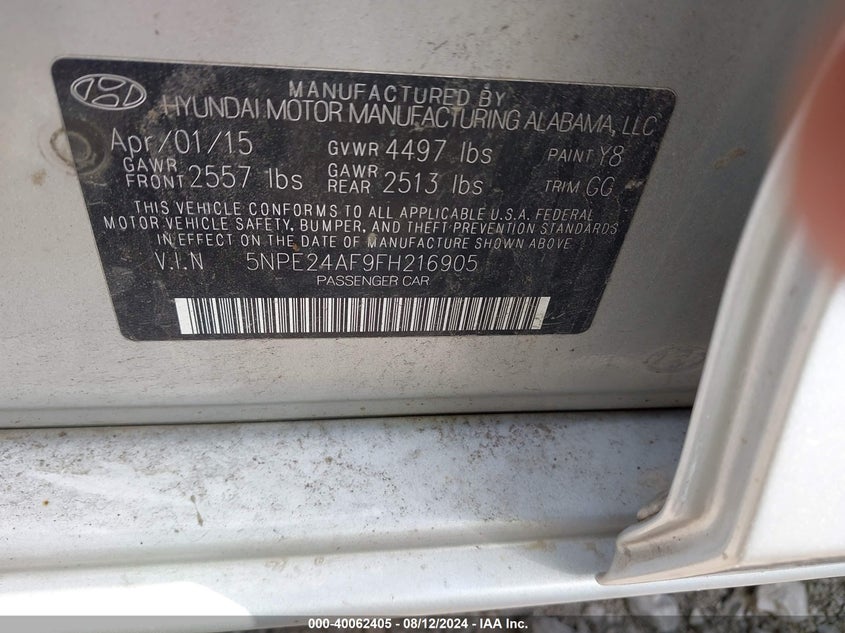 MANUFACTURED BY
HYUNDAI MOTOR MANUFACTURING ALABAMA, LLC
Apr/01/15 GVWR 4497 lbs PAINT Y8
GAWR FRONT 2557 lbs GAWR REAR 2513 lbs TRIM GG
THIS VEHICLE CONFORMS TO ALL APPLICABLE U.S.A. FEDERAL
MOTOR VEHICLE SAFETY, BUMPER, AND THEFT PREVENTION STANDARDS
IN EFFECT ON THE DATE OF MANUFACTURE SHOWN ABOVE
V.I.N 5NPE24AF9FH216905
PASSENGER CAR
000-40062405 - 08/12/2024 - IAA Inc.